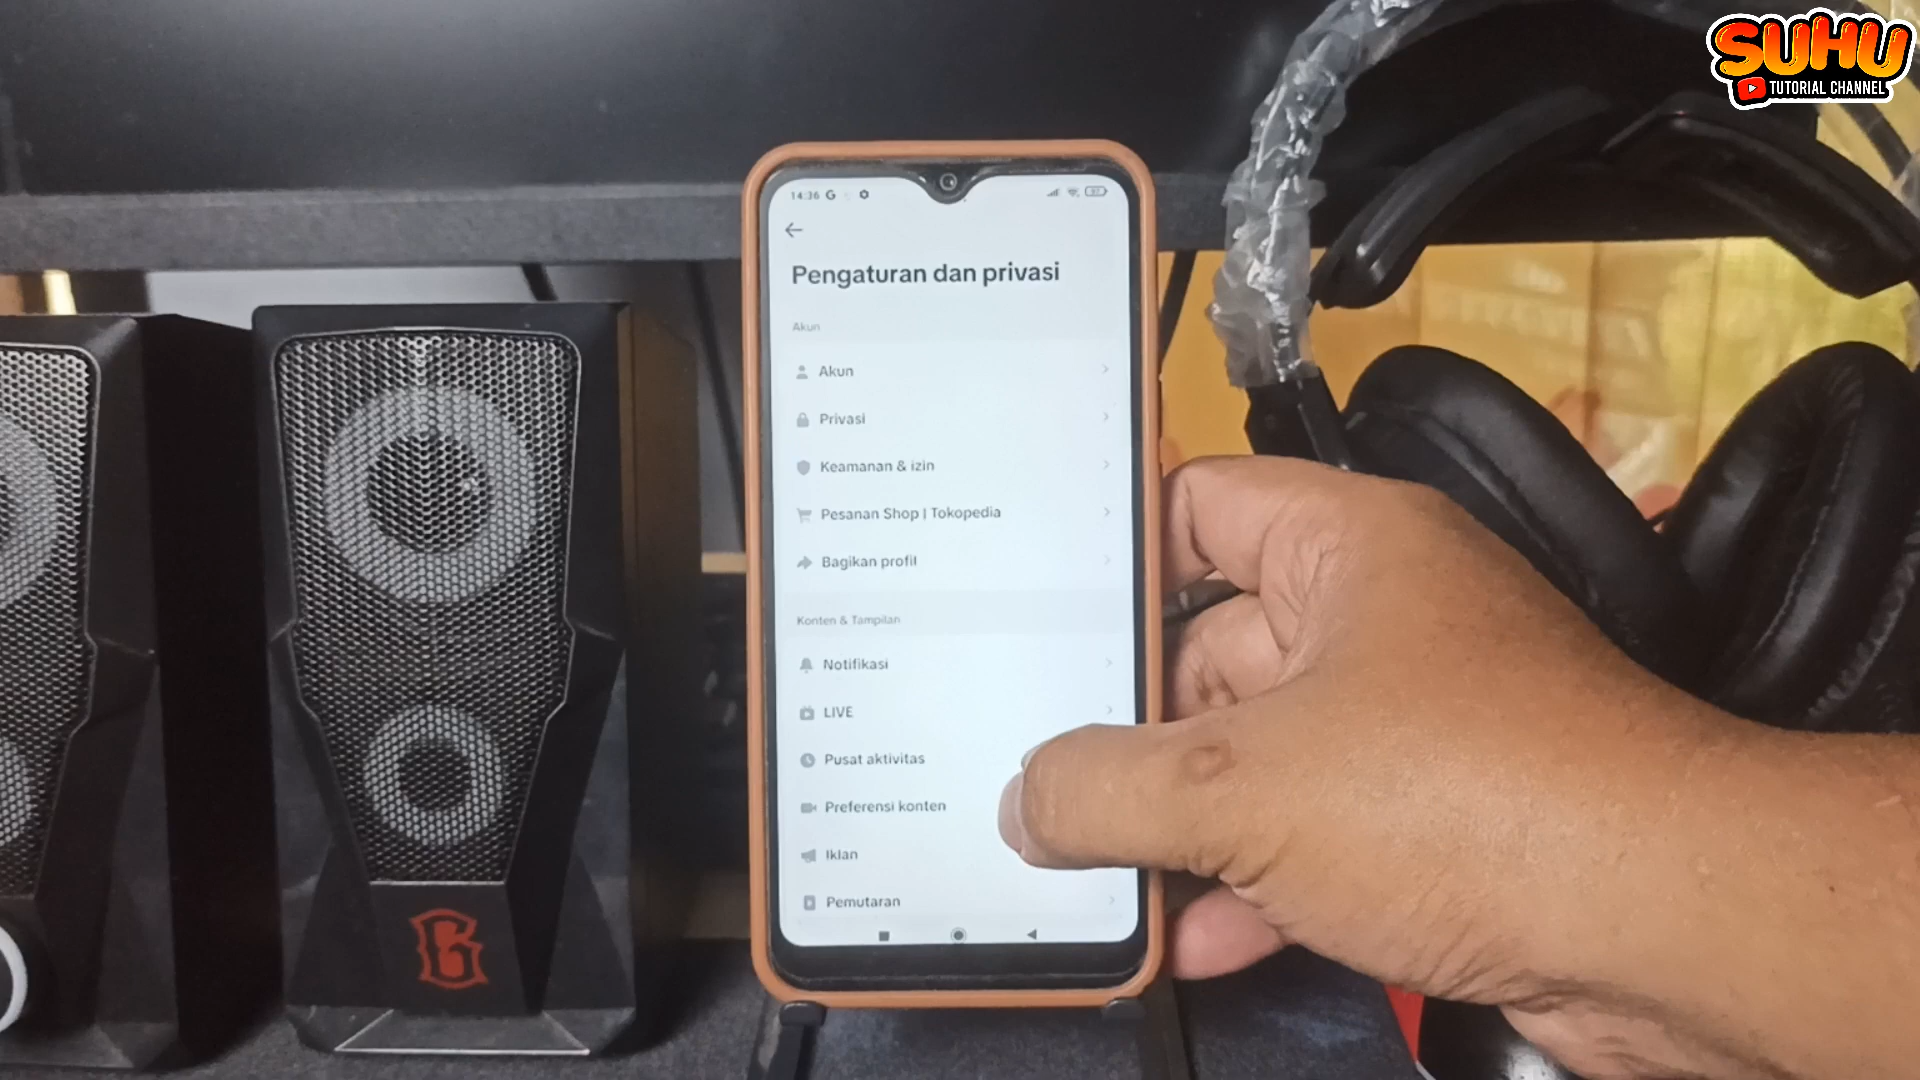 SUHU
TUTORIAL CHANNEL
14:36
Pengaturan dan privasi
Akun
Akun
Privasi
Keamanan & izin
Pesanan Shop | Tokopedia
Bagikan profil
Konten & Tampilan
Notifikasi
LIVE
Pusat aktivitas
Preferensi konten
Iklan
Pemutaran